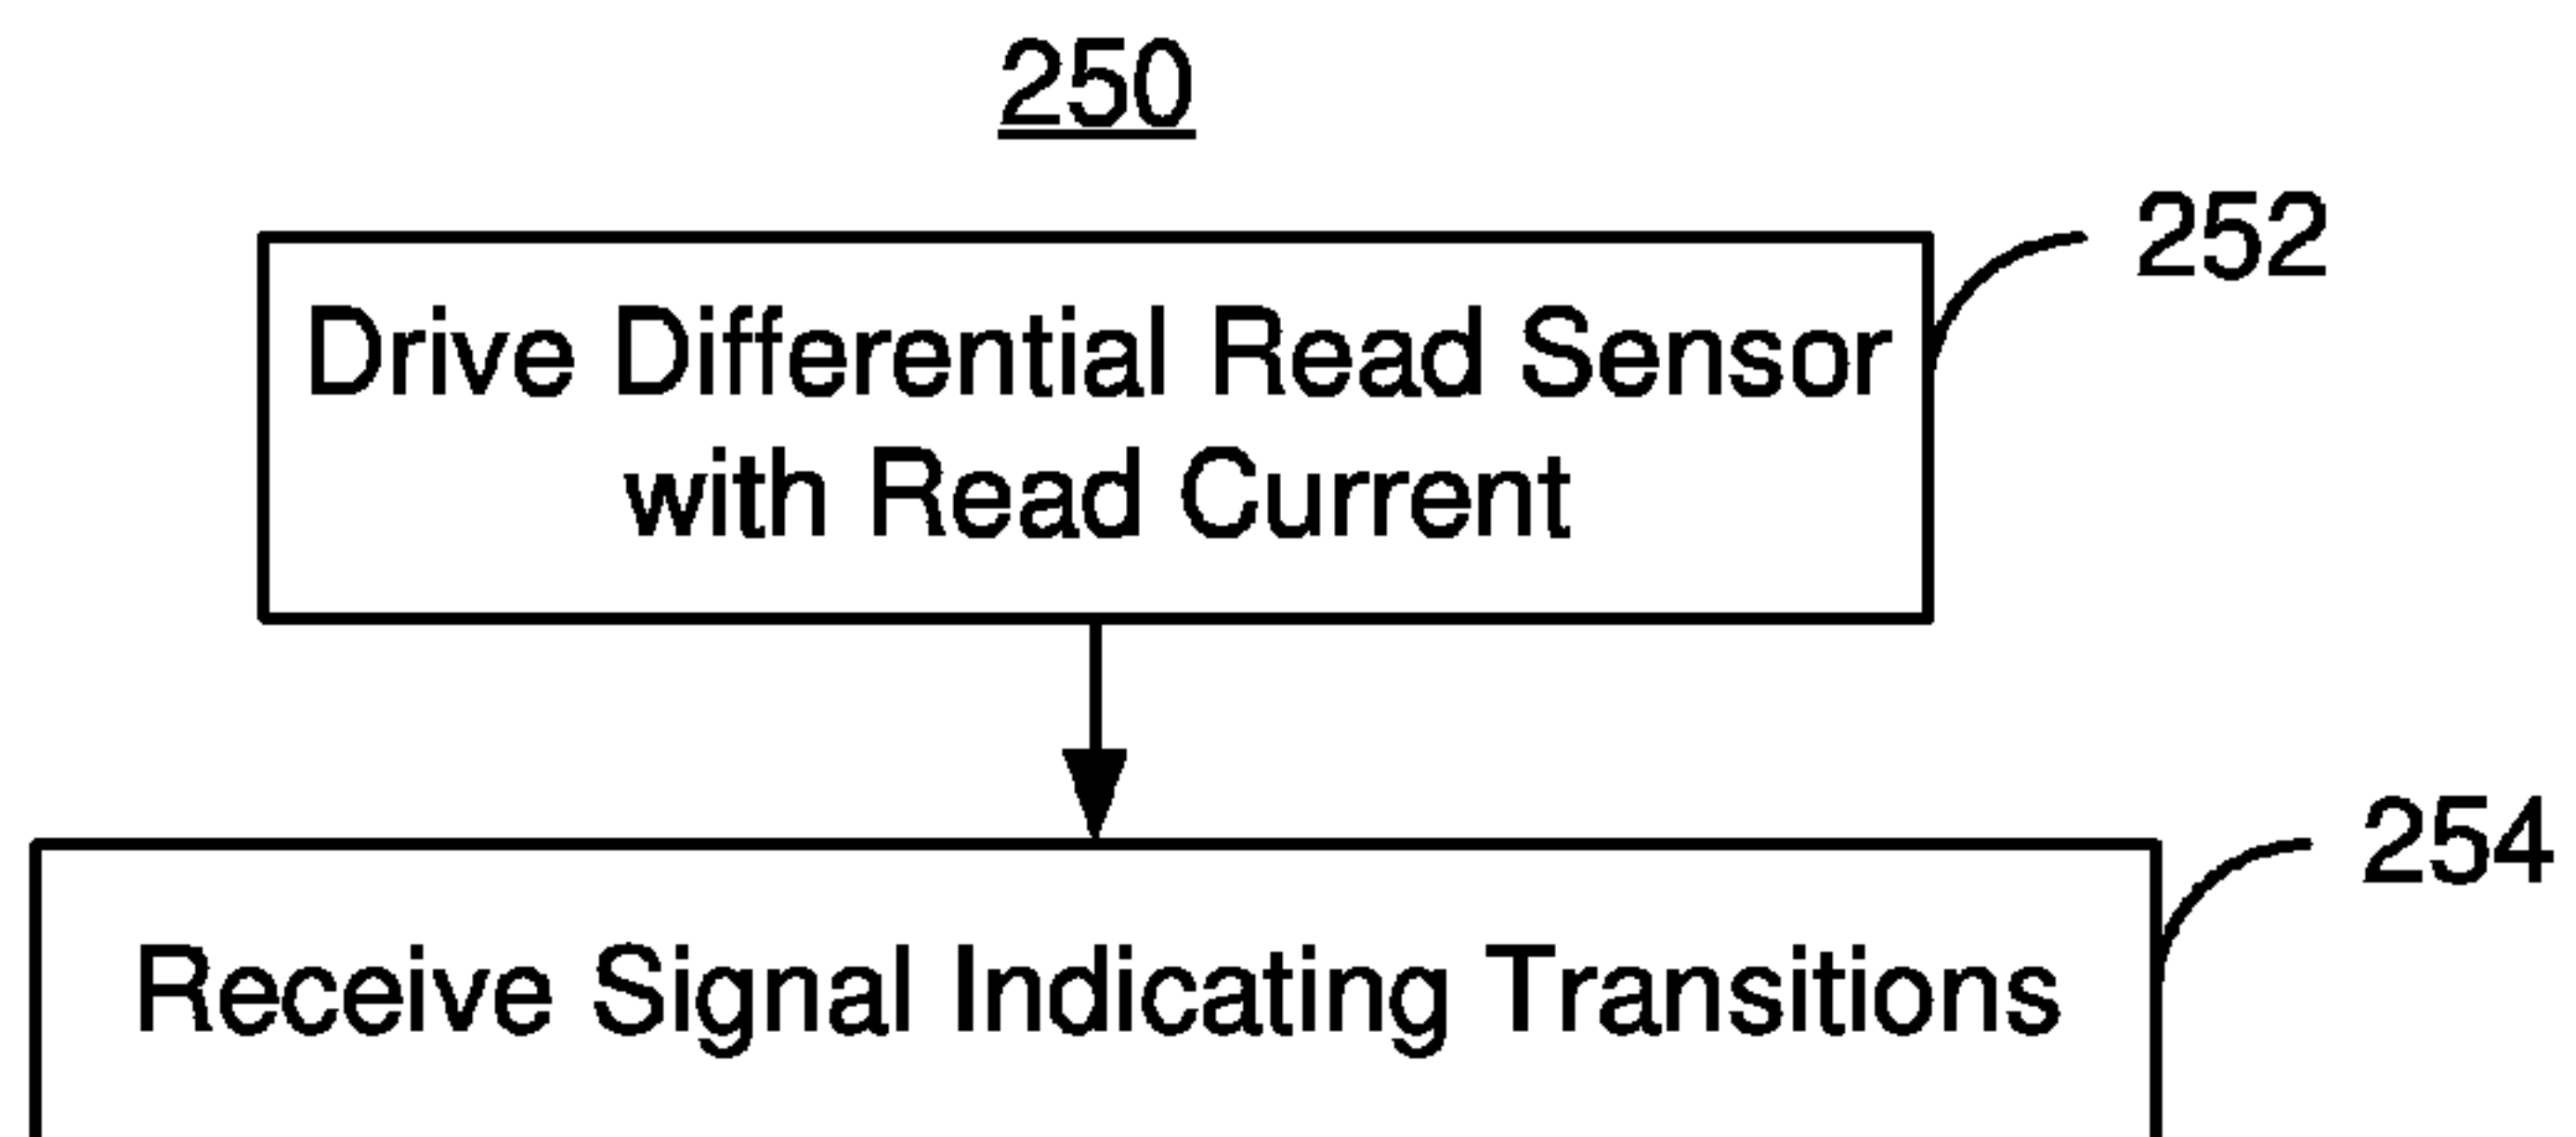 250
252
Drive Differential Read Sensor
with Read Current
254
Receive Signal Indicating Transitions